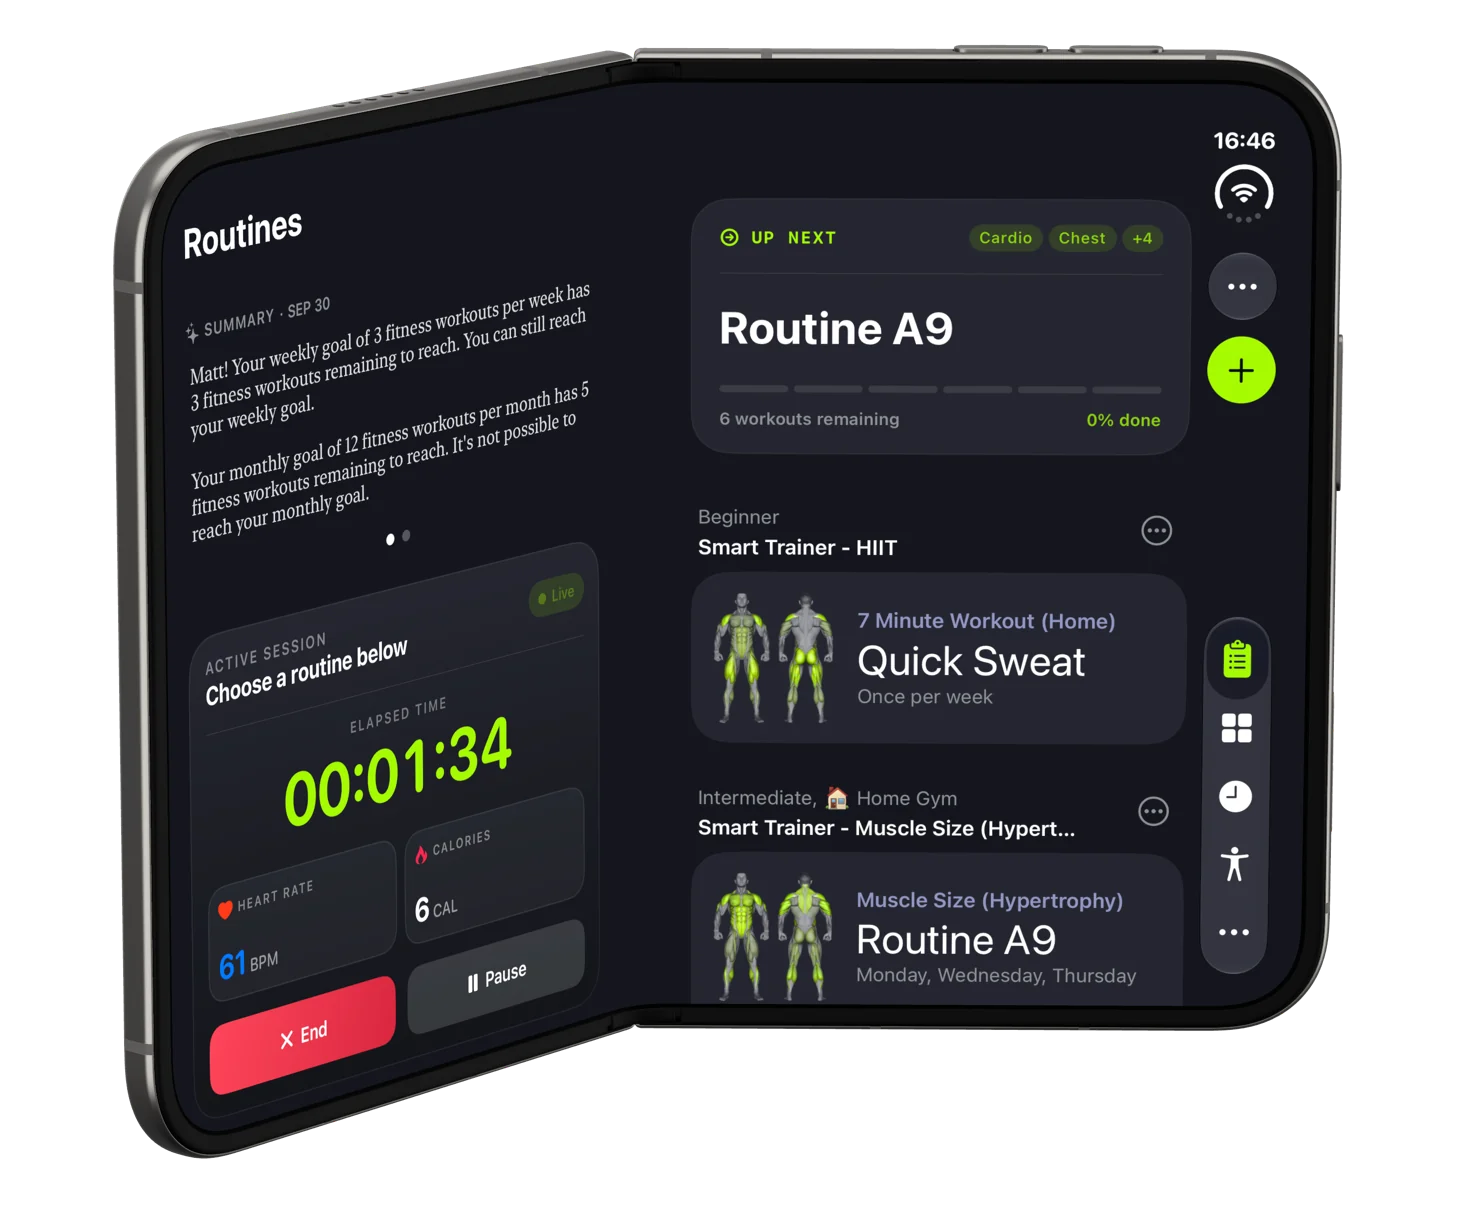 Routines
SUMMARY · SEP 30
Matt! Your weekly goal of 3 fitness workouts per week has
3 fitness workouts remaining to reach. You can still reach
your weekly goal.
Your monthly goal of 12 fitness workouts per month has 5
fitness workouts remaining to reach. It's not possible to
reach your monthly goal.
Live
ACTIVE SESSION
Choose a routine below
ELAPSED TIME
00:01:34
HEART RATE
61 BPM
CALORIES
6 CAL
End
Pause
UP NEXT
Cardio Chest +4
Routine A9
6 workouts remaining 0% done
Beginner
Smart Trainer - HIIT
7 Minute Workout (Home)
Quick Sweat
Once per week
Intermediate, Home Gym
Smart Trainer - Muscle Size (Hypert...
Muscle Size (Hypertrophy)
Routine A9
Monday, Wednesday, Thursday
16:46